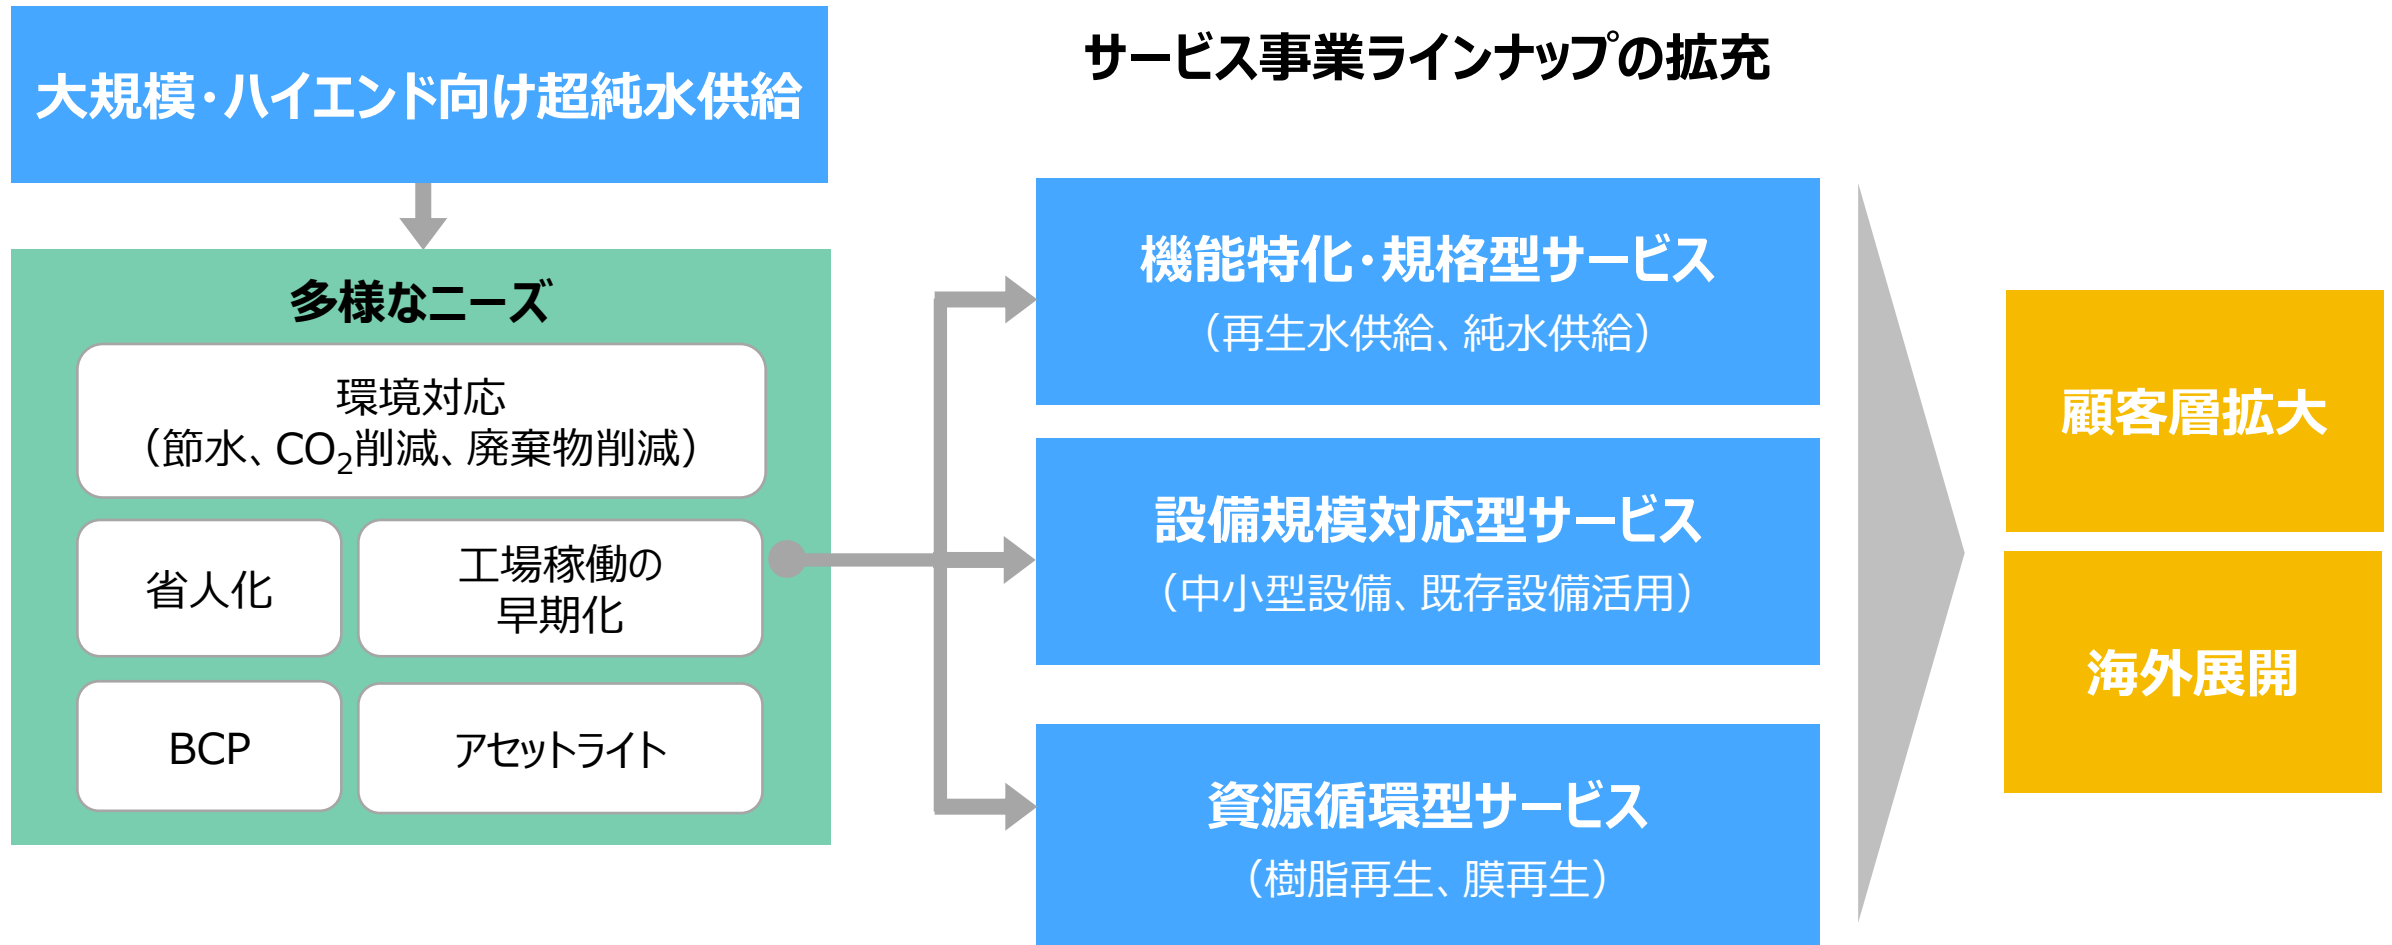 大規模・ハイエンド向け超純水供給
多様なニーズ
環境対応
（節水、CO₂削減、廃棄物削減）
省人化
工場稼働の
早期化
BCP
アセットライト
サービス事業ラインナップの拡充
機能特化・規格型サービス
（再生水供給、純水供給）
設備規模対応型サービス
（中小型設備、既存設備活用）
資源循環型サービス
（樹脂再生、膜再生）
顧客層拡大
海外展開